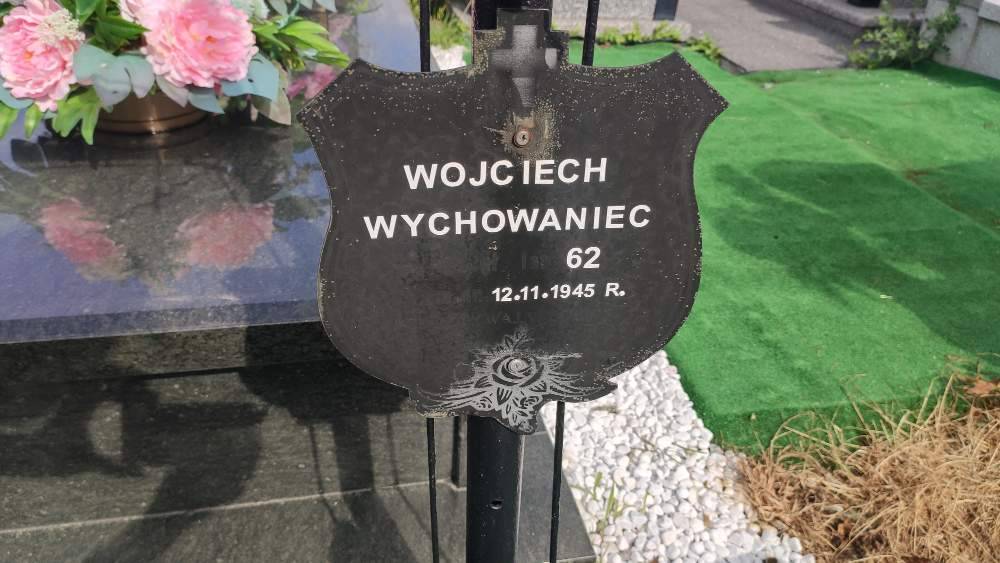 WOJCIECH
WYCHOWANIEC
62
12.11.1945 R.